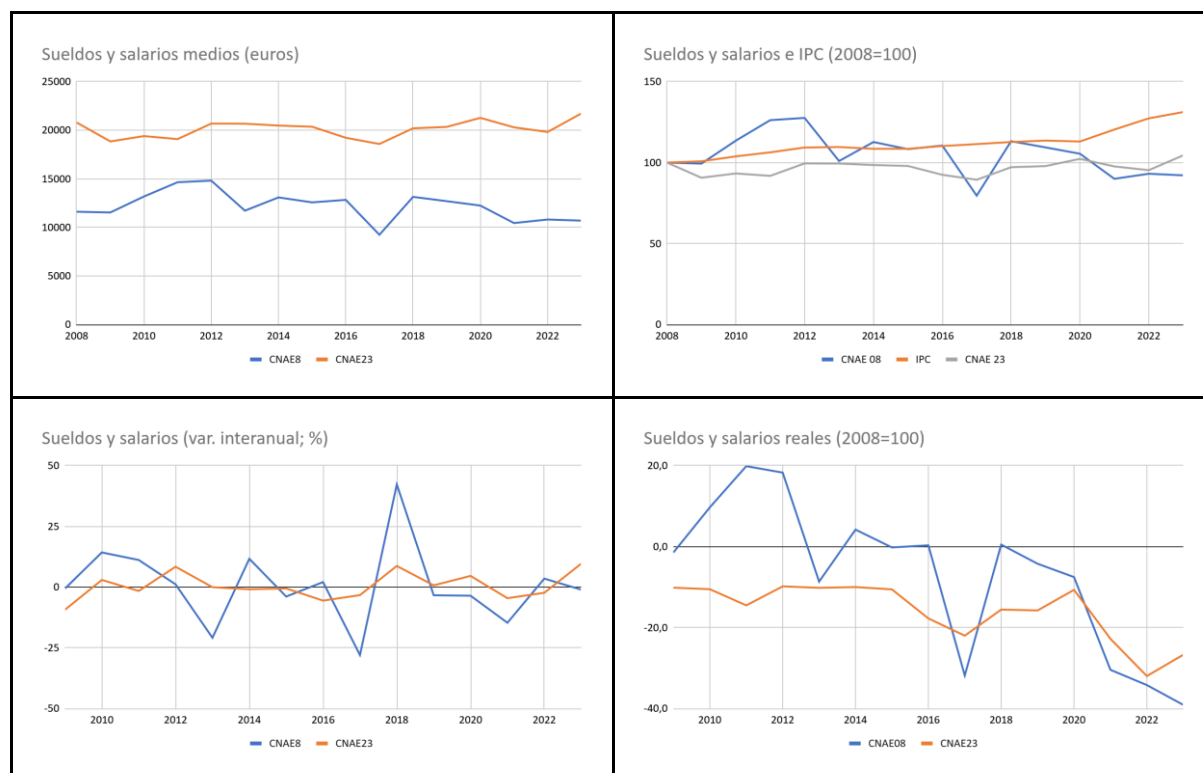 Sueldos y salarios medios (euros)
25000
20000
15000
10000
5000
0
2008 2010 2012 2014 2016 2018 2020 2022
CNAE8 CNAE23
Sueldos y salarios e IPC (2008=100)
150
100
50
0
2008 2010 2012 2014 2016 2018 2020 2022
CNAE 08 IPC CNAE 23
Sueldos y salarios (var. interanual; %)
50
25
0
-25
-50
2010 2012 2014 2016 2018 2020 2022
CNAE8 CNAE23
Sueldos y salarios reales (2008=100)
20,0
0,0
-20,0
-40,0
2010 2012 2014 2016 2018 2020 2022
CNAE08 CNAE23